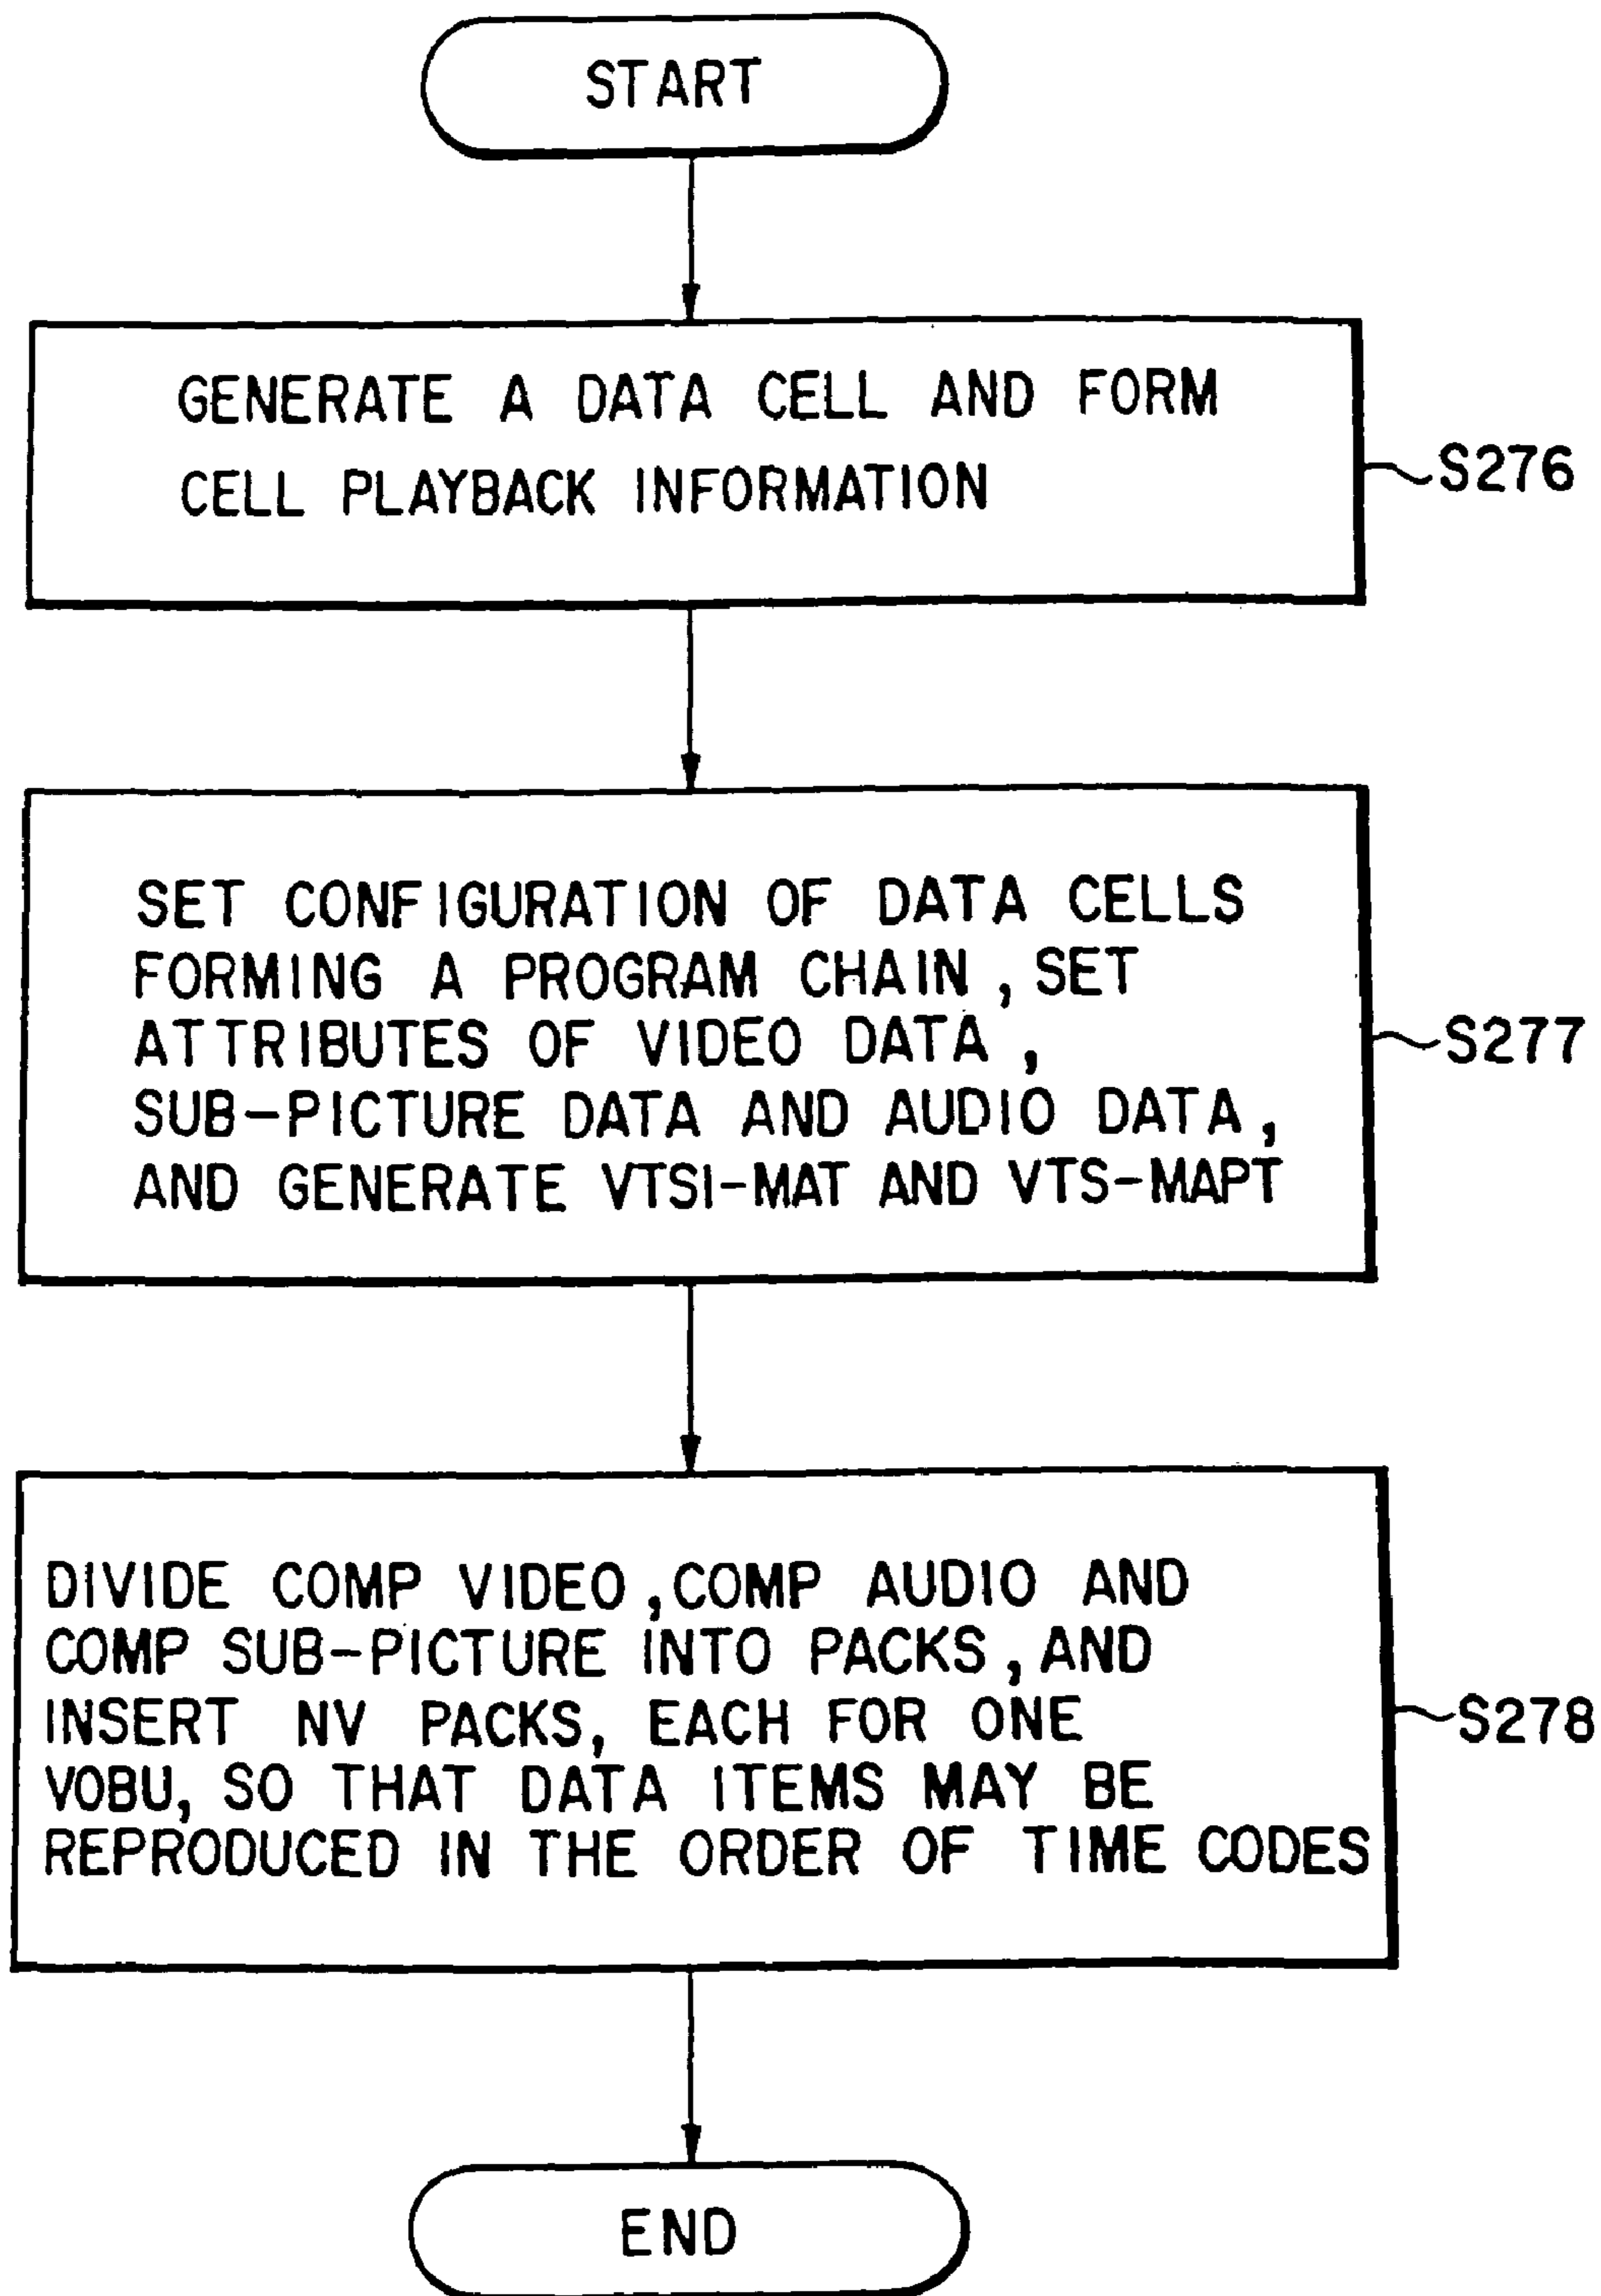 START
GENERATE A DATA CELL AND FORM
CELL PLAYBACK INFORMATION
S276
SET CONFIGURATION OF DATA CELLS
FORMING A PROGRAM CHAIN, SET
ATTRIBUTES OF VIDEO DATA,
SUB-PICTURE DATA AND AUDIO DATA,
AND GENERATE VTSI-MAT AND VTS-MAPT
S277
DIVIDE COMP VIDEO, COMP AUDIO AND
COMP SUB-PICTURE INTO PACKS, AND
INSERT NV PACKS, EACH FOR ONE
VOBU, SO THAT DATA ITEMS MAY BE
REPRODUCED IN THE ORDER OF TIME CODES
S278
END